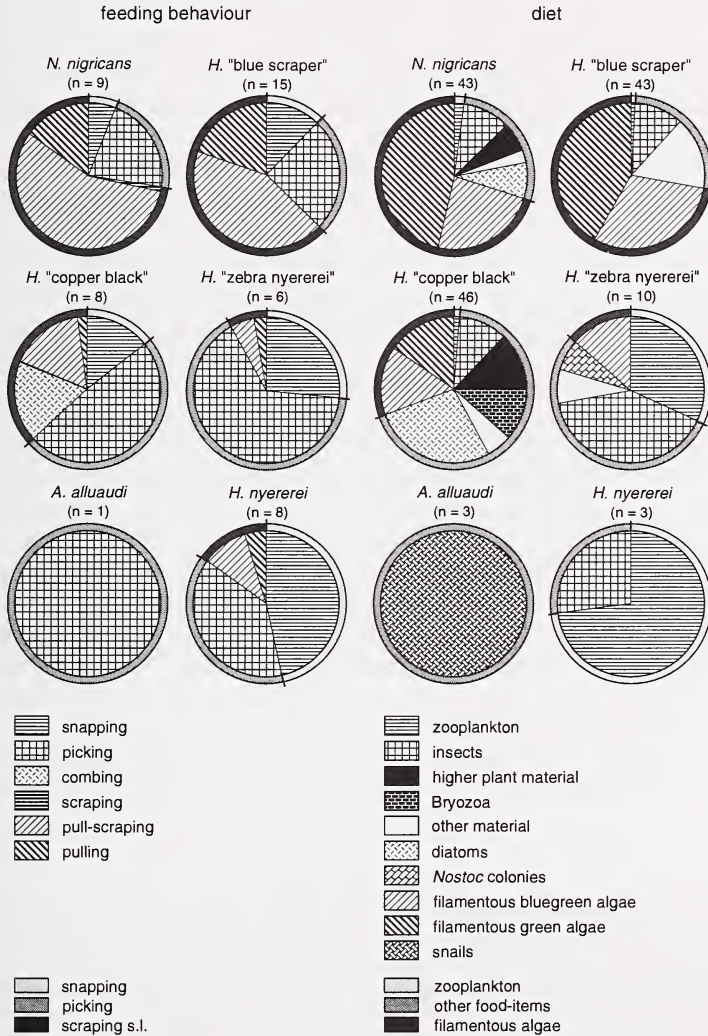 feeding behaviour
diet
N. nigricans
(n = 9)
H. "blue scraper"
(n = 15)
N. nigricans
(n = 43)
H. "blue scraper"
(n = 43)
H. "copper black"
(n = 8)
H. "zebra nyererei"
(n = 6)
H. "copper black"
(n = 46)
H. "zebra nyererei"
(n = 10)
A. alluaudi
(n = 1)
H. nyererei
(n = 8)
A. alluaudi
(n = 3)
H. nyererei
(n = 3)
snapping
picking
combing
scraping
pull-scraping
pulling
snapping
picking
scraping s.l.
zooplankton
insects
higher plant material
Bryozoa
other material
diatoms
Nostoc colonies
filamentous bluegreen algae
filamentous green algae
snails
zooplankton
other food-items
filamentous algae